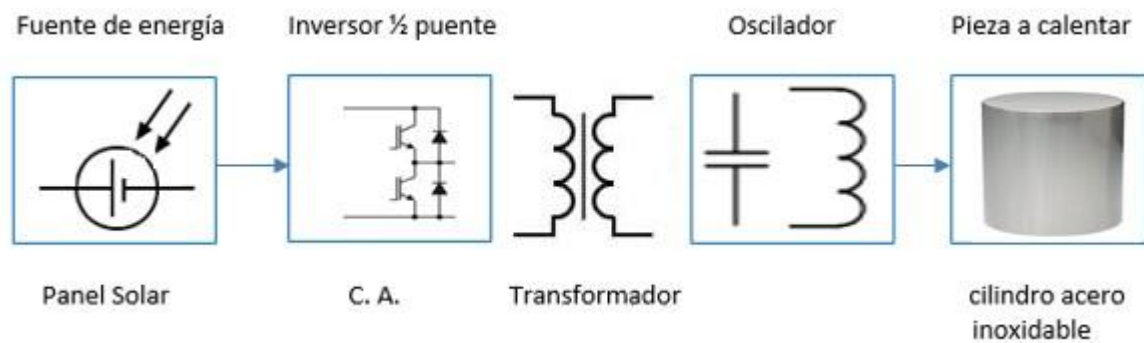 Fuente de energía
Inversor ½ puente
Oscilador
Pieza a calentar
Panel Solar
C. A.
Transformador
cilindro acero
inoxidable